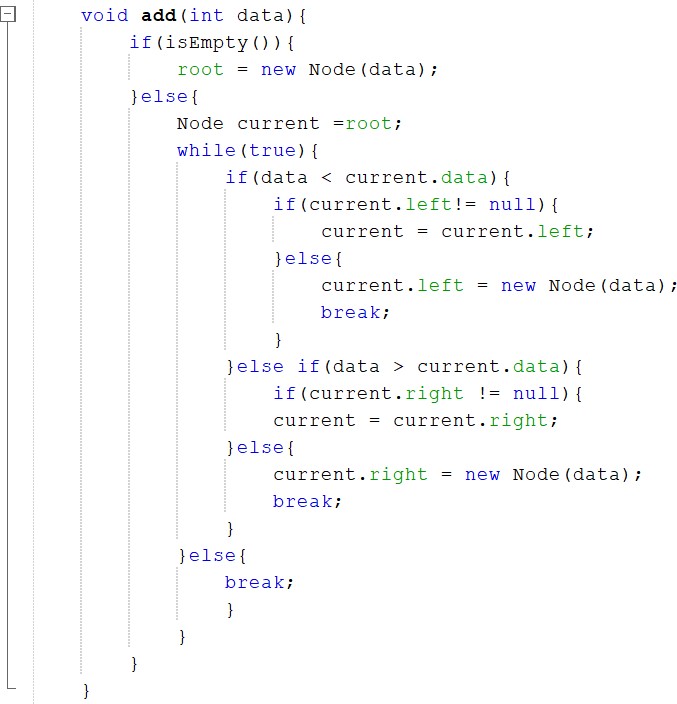 void add(int data){
if(isEmpty()){
root = new Node(data);
}else{
Node current =root;
while(true){
if(data < current.data){
if(current.left!= null){
current = current.left;
}else{
current.left = new Node(data);
break;
}
}else if(data > current.data){
if(current.right != null){
current = current.right;
}else{
current.right = new Node(data);
break;
}
}else{
break;
}
}
}
}